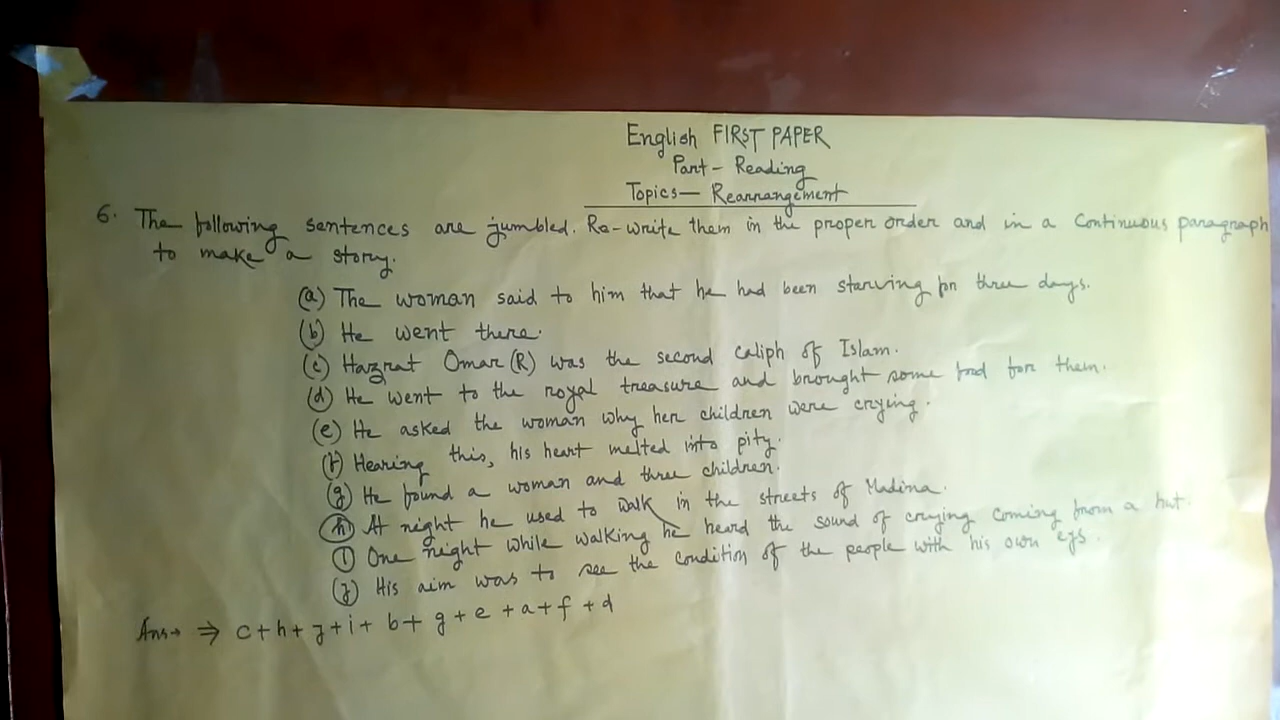 English FIRST PAPER
Part - Reading
Topics — Rearrangement
6. The following sentences are jumbled. Re-write them in the proper order and in a continuous paragraph
to make a story.
(a) The woman said to him that he had been starving for three days.
(b) He went there.
(c) Hazrat Omar (R) was the second caliph of Islam.
(d) He went to the royal treasure and brought some food for them.
(e) He asked the woman why her children were crying.
(f) Hearing this, his heart melted into pity.
(g) He found a woman and three children.
(h) At night he used to walk in the streets of Madina.
(i) One night while walking he heard the sound of crying coming from a hut.
(j) His aim was to see the condition of the people with his own eys.
Ans → ⇒ c+h+j+i+ b+ g+e +a+f +d